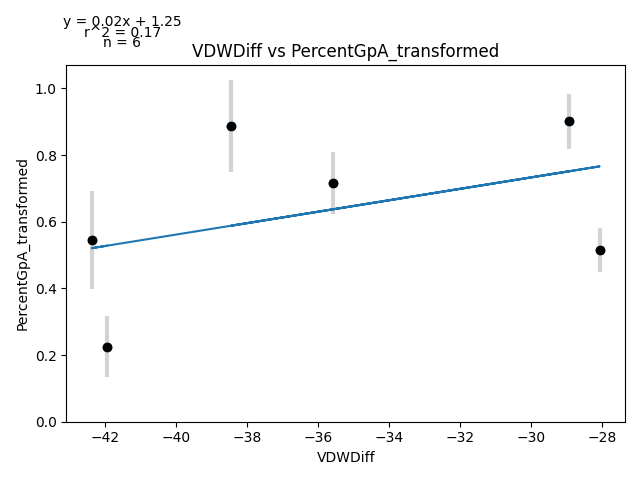 y = 0.02x + 1.25
r^2 = 0.17
n = 6
VDWDiff vs PercentGpA_transformed
1.0
0.8
0.6
0.4
0.2
0.0
PercentGpA_transformed
−42
−40
−38
−36
−34
−32
−30
−28
VDWDiff